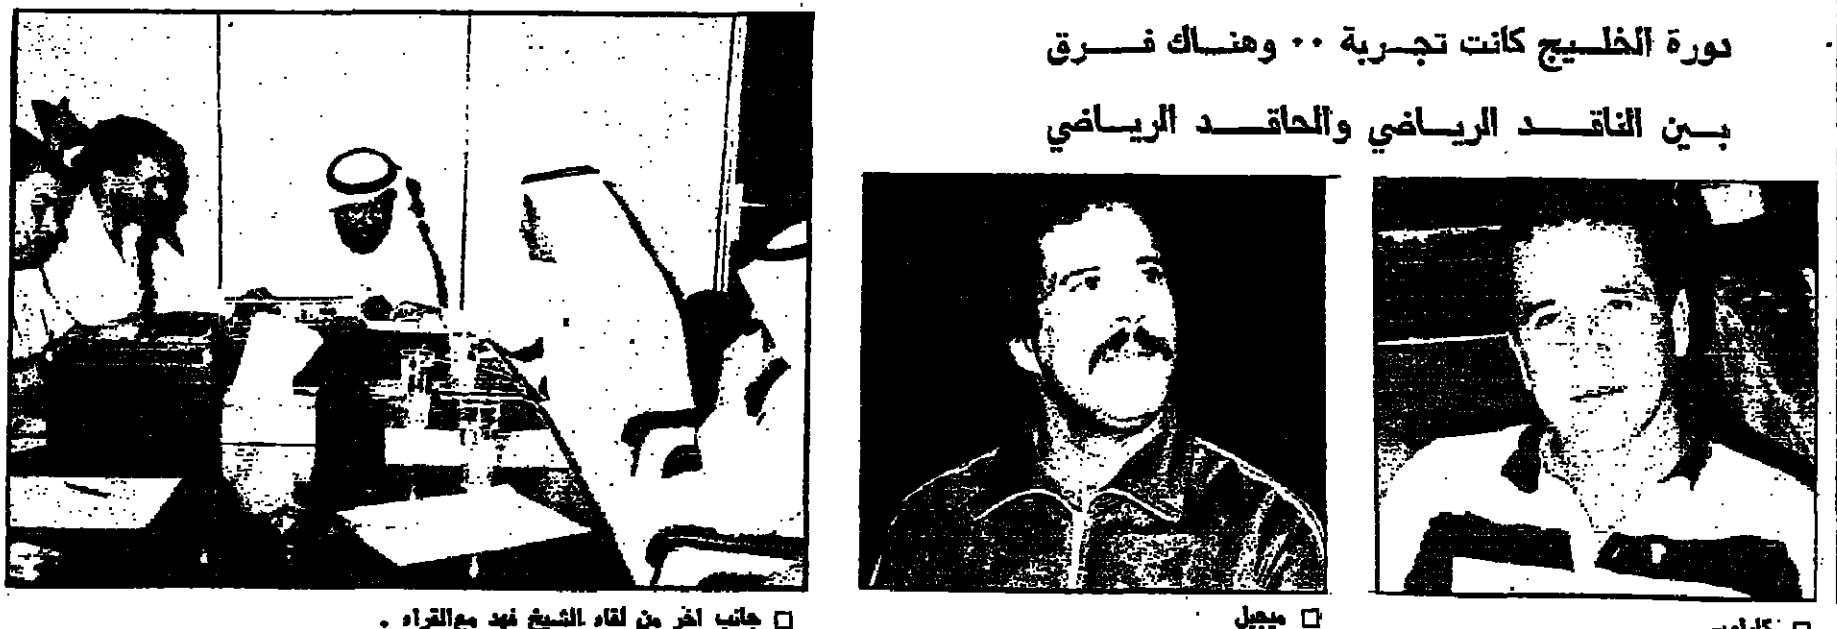 دورة الخليج كانت تجربة ·· وهناك فرق
بين الناقد الرياضي والحاقد الرياضي
□ ميجيل
□ جانب اخر من لقاء الشيخ فهد مع القراء .